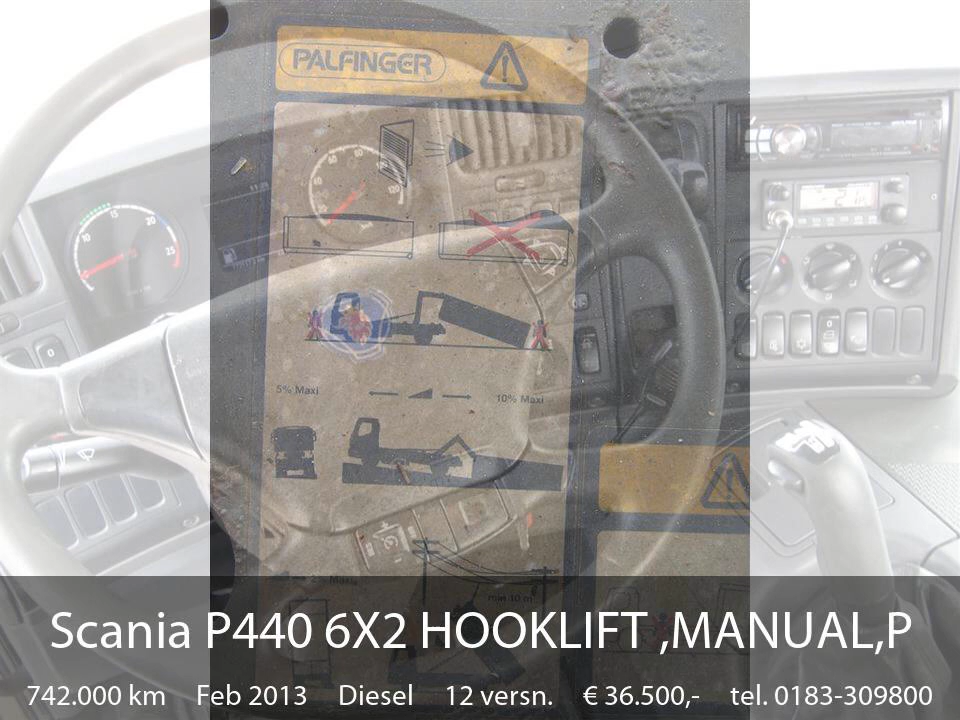 PALFINGER
5% Maxi
10% Maxi
min 10 m
Scania P440 6X2 HOOKLIFT ,MANUAL,P
742.000 km Feb 2013 Diesel 12 versn. € 36.500,- tel. 0183-309800